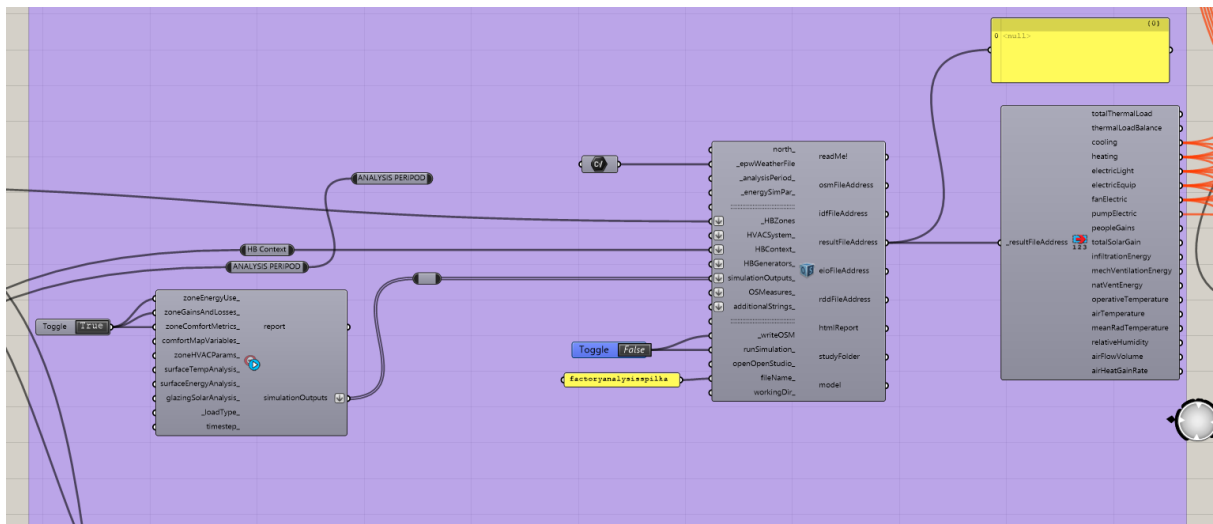 {0}
0 <null>
totalThermalLoad
thermalLoadBalance
cooling
heating
electricLight
electricEquip
fanElectric
pumpElectric
peopleGains
totalSolarGain
infiltrationEnergy
mechVentilationEnergy
natVentEnergy
operativeTemperature
airTemperature
meanRadTemperature
relativeHumidity
airFlowVolume
airHeatGainRate
_resultFileAddress
1 2 3
C/
north_
_epwWeatherFile
_analysisPeriod_
_energySimPar_
_HBZones
HVACSystem_
HBContext_
HBGenerators_
simulationOutputs_
OSMeasures_
additionalStrings_
_writeOSM
runSimulation_
openOpenStudio_
fileName_
workingDir_
readMe!
osmFileAddress
idfFileAddress
resultFileAddress
eioFileAddress
rddFileAddress
htmlReport
studyFolder
model
ANALYSIS PERIPOD
HB Context
ANALYSIS PERIPOD
Toggle True
zoneEnergyUse_
zoneGainsAndLosses_
zoneComfortMetrics_
comfortMapVariables_
zoneHVACParams_
surfaceTempAnalysis_
surfaceEnergyAnalysis_
glazingSolarAnalysis_
_loadType_
timestep_
report
simulationOutputs
Toggle False
factoryanalysisspilka